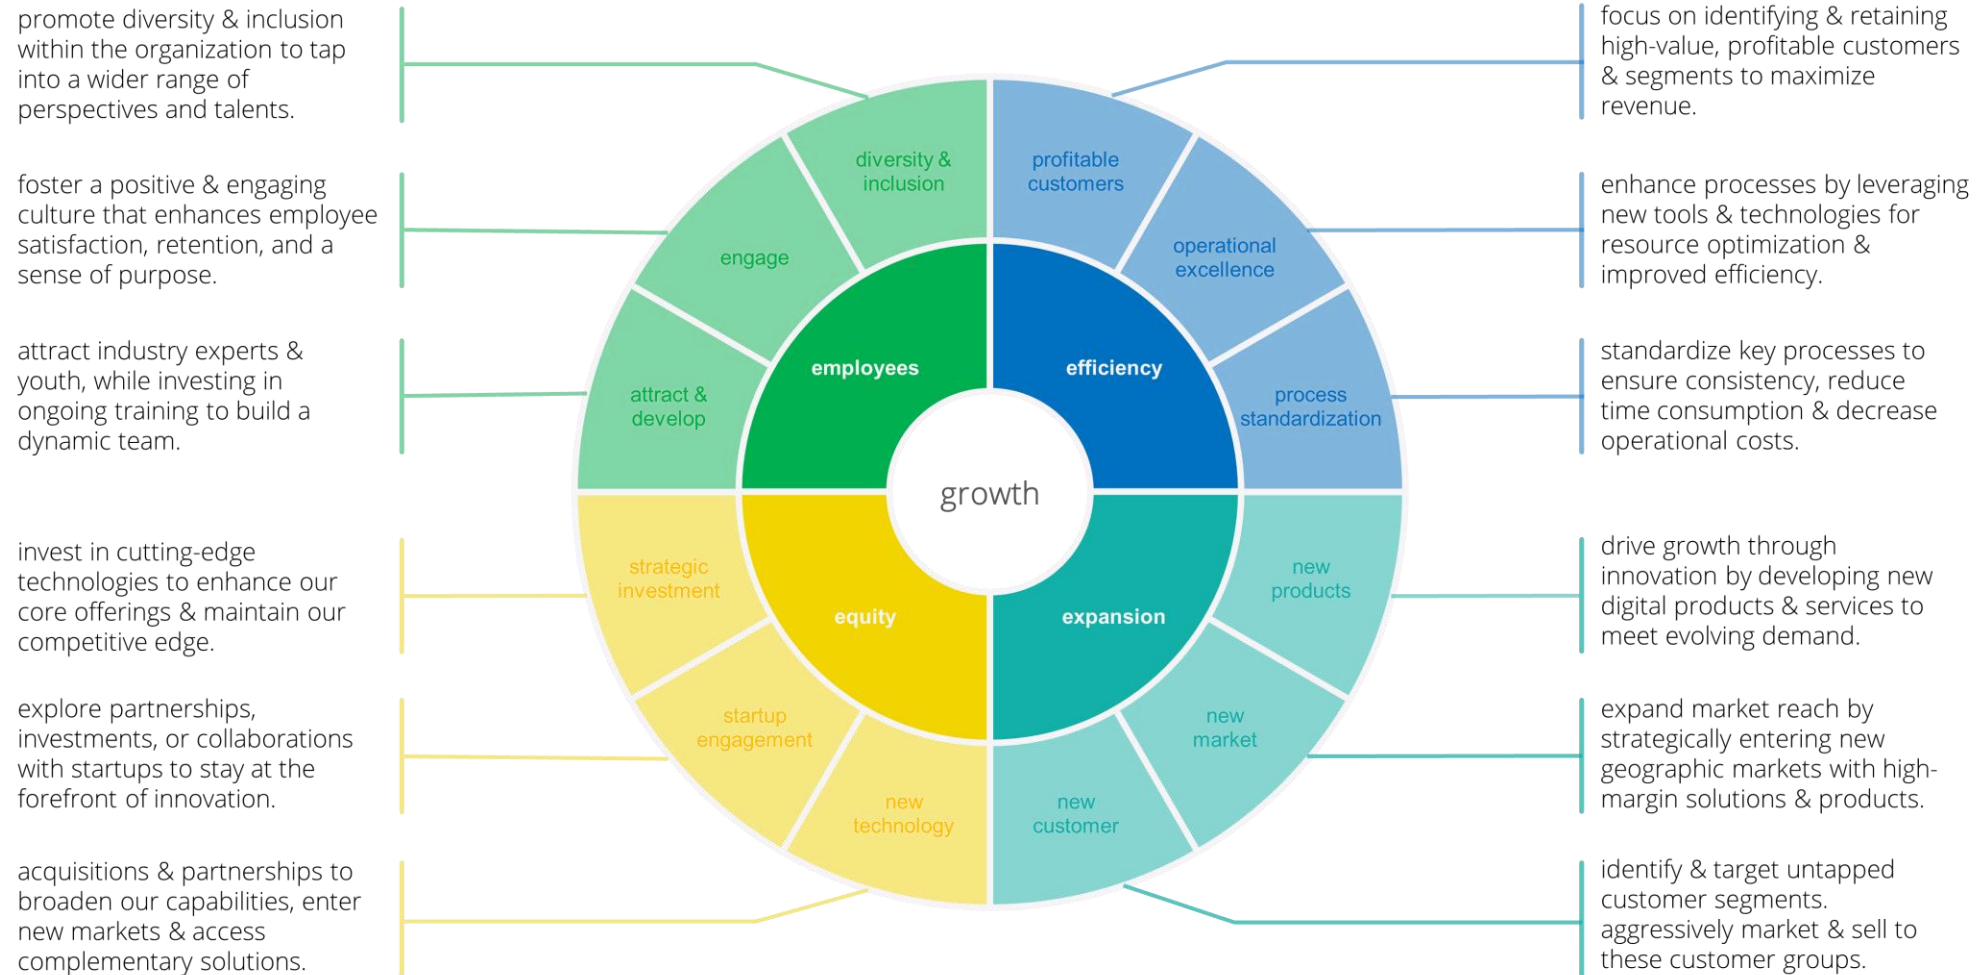 promote diversity & inclusion
within the organization to tap
into a wider range of
perspectives and talents.
foster a positive & engaging
culture that enhances employee
satisfaction, retention, and a
sense of purpose.
attract industry experts &
youth, while investing in
ongoing training to build a
dynamic team.
invest in cutting-edge
technologies to enhance our
core offerings & maintain our
competitive edge.
explore partnerships,
investments, or collaborations
with startups to stay at the
forefront of innovation.
acquisitions & partnerships to
broaden our capabilities, enter
new markets & access
complementary solutions.
diversity &
inclusion
engage
attract &
develop
employees
profitable
customers
operational
excellence
process
standardization
efficiency
growth
strategic
investment
startup
engagement
new
technology
equity
new
products
new
market
new
customer
expansion
focus on identifying & retaining
high-value, profitable customers
& segments to maximize
revenue.
enhance processes by leveraging
new tools & technologies for
resource optimization &
improved efficiency.
standardize key processes to
ensure consistency, reduce
time consumption & decrease
operational costs.
drive growth through
innovation by developing new
digital products & services to
meet evolving demand.
expand market reach by
strategically entering new
geographic markets with high-
margin solutions & products.
identify & target untapped
customer segments.
aggressively market & sell to
these customer groups.